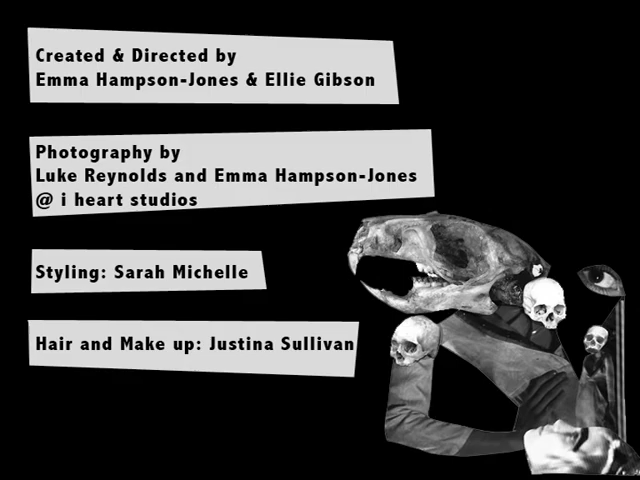 Created & Directed by
Emma Hampson-Jones & Ellie Gibson
Photography by
Luke Reynolds and Emma Hampson-Jones
@ i heart studios
Styling: Sarah Michelle
Hair and Make up: Justina Sullivan